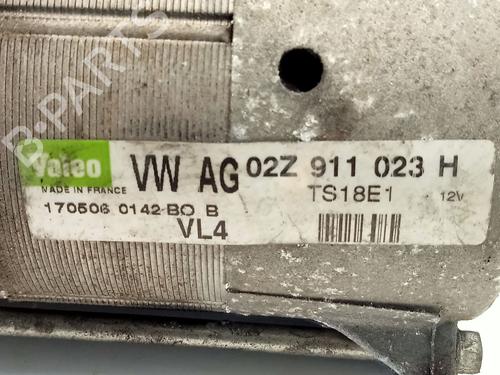 B-PARTS
Valeo
MADE IN FRANCE
VW AG 02Z 911 023 H
TS18E1 12V
170506 0142-BO B
VL4